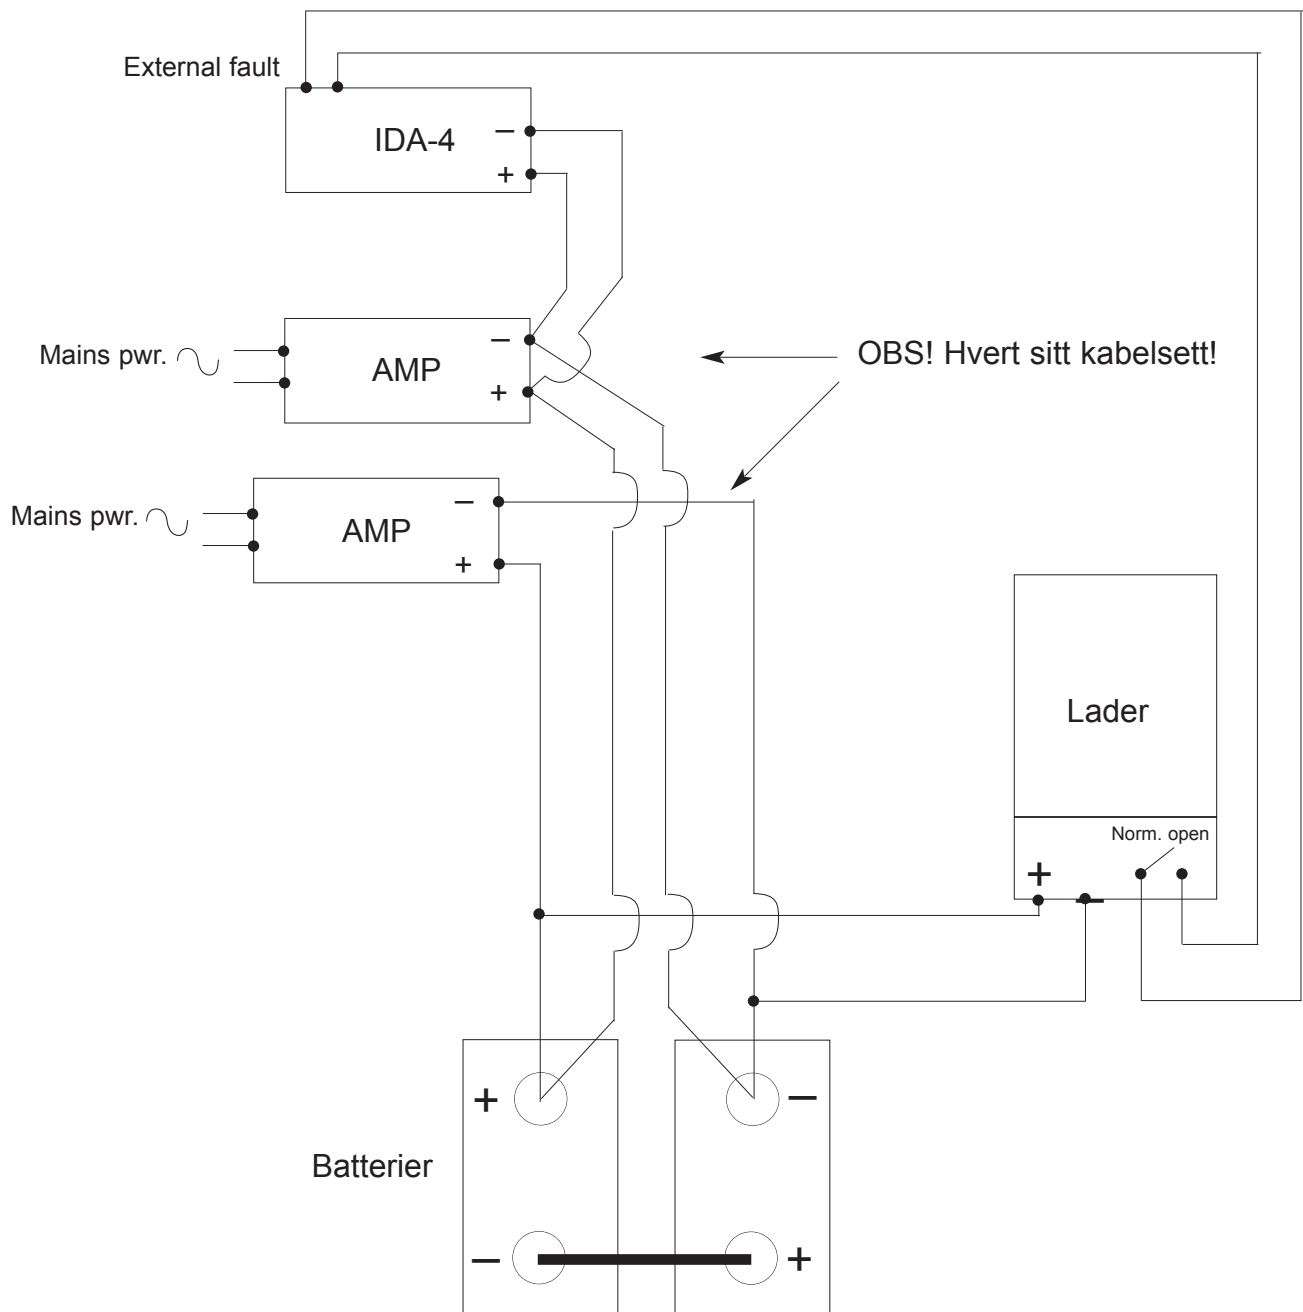 External fault
IDA-4
−
+
Mains pwr.
AMP
−
+
OBS! Hvert sitt kabelsett!
Mains pwr.
AMP
−
+
Lader
Norm. open
+
−
+
−
Batterier
−
+